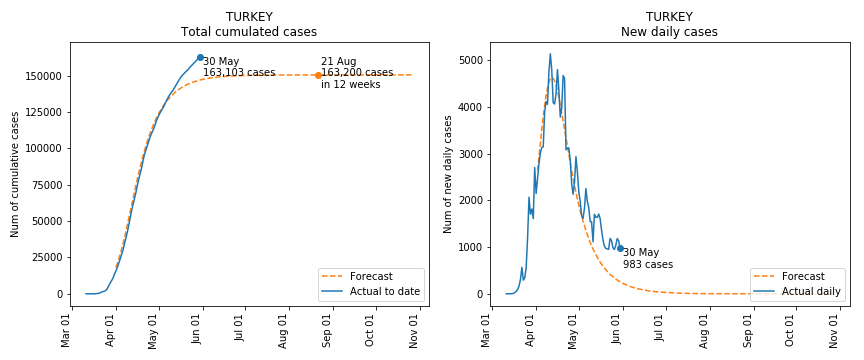 TURKEY
Total cumulated cases
Num of cumulative cases
150000
125000
100000
75000
50000
25000
0
30 May
163,103 cases
21 Aug
163,200 cases
in 12 weeks
Forecast
Actual to date
Mar 01
Apr 01
May 01
Jun 01
Jul 01
Aug 01
Sep 01
Oct 01
Nov 01
TURKEY
New daily cases
Num of new daily cases
5000
4000
3000
2000
1000
0
30 May
983 cases
Forecast
Actual daily
Mar 01
Apr 01
May 01
Jun 01
Jul 01
Aug 01
Sep 01
Oct 01
Nov 01